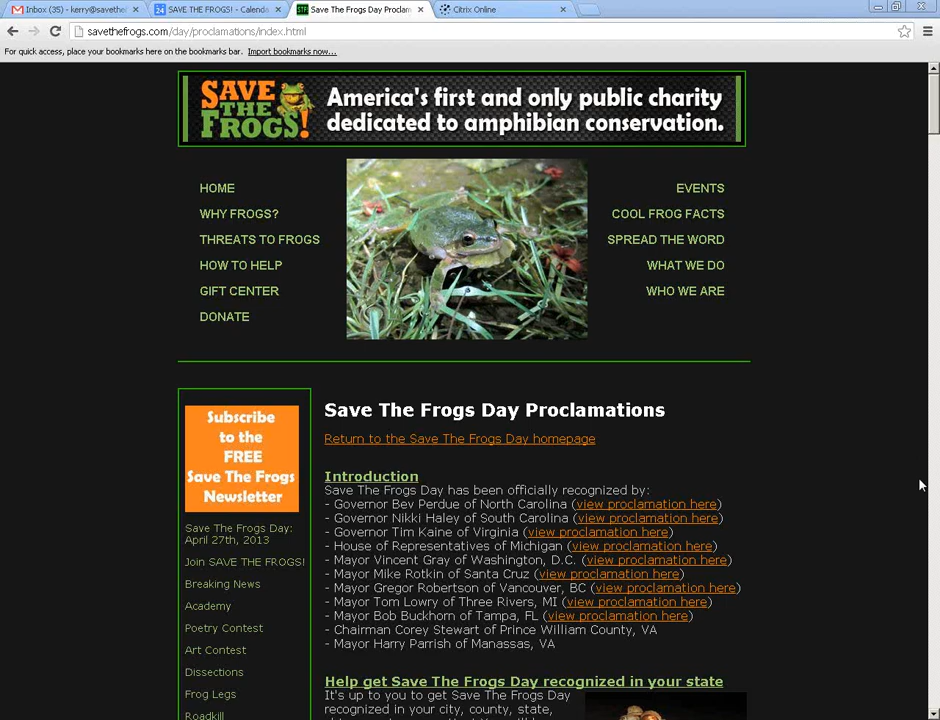 Inbox (35) - kerry@savethef
SAVE THE FROGS! - Calenda
Save The Frogs Day Proclam
Citrix Online
savethefrogs.com/day/proclamations/index.html
For quick access, place your bookmarks here on the bookmarks bar. Import bookmarks now...
SAVE THE FROGS!
America's first and only public charity
dedicated to amphibian conservation.
HOME
WHY FROGS?
THREATS TO FROGS
HOW TO HELP
GIFT CENTER
DONATE
EVENTS
COOL FROG FACTS
SPREAD THE WORD
WHAT WE DO
WHO WE ARE
Subscribe
to the
FREE
Save The Frogs
Newsletter
Save The Frogs Day:
April 27th, 2013
Join SAVE THE FROGS!
Breaking News
Academy
Poetry Contest
Art Contest
Dissections
Frog Legs
Roadkill
Save The Frogs Day Proclamations
Return to the Save The Frogs Day homepage
Introduction
Save The Frogs Day has been officially recognized by:
- Governor Bev Perdue of North Carolina (view proclamation here)
- Governor Nikki Haley of South Carolina (view proclamation here)
- Governor Tim Kaine of Virginia (view proclamation here)
- House of Representatives of Michigan (view proclamation here)
- Mayor Vincent Gray of Washington, D.C. (view proclamation here)
- Mayor Mike Rotkin of Santa Cruz (view proclamation here)
- Mayor Gregor Robertson of Vancouver, BC (view proclamation here)
- Mayor Tom Lowry of Three Rivers, MI (view proclamation here)
- Mayor Bob Buckhorn of Tampa, FL (view proclamation here)
- Chairman Corey Stewart of Prince William County, VA
- Mayor Harry Parrish of Manassas, VA
Help get Save The Frogs Day recognized in your state
It's up to you to get Save The Frogs Day
recognized in your city, county, state,